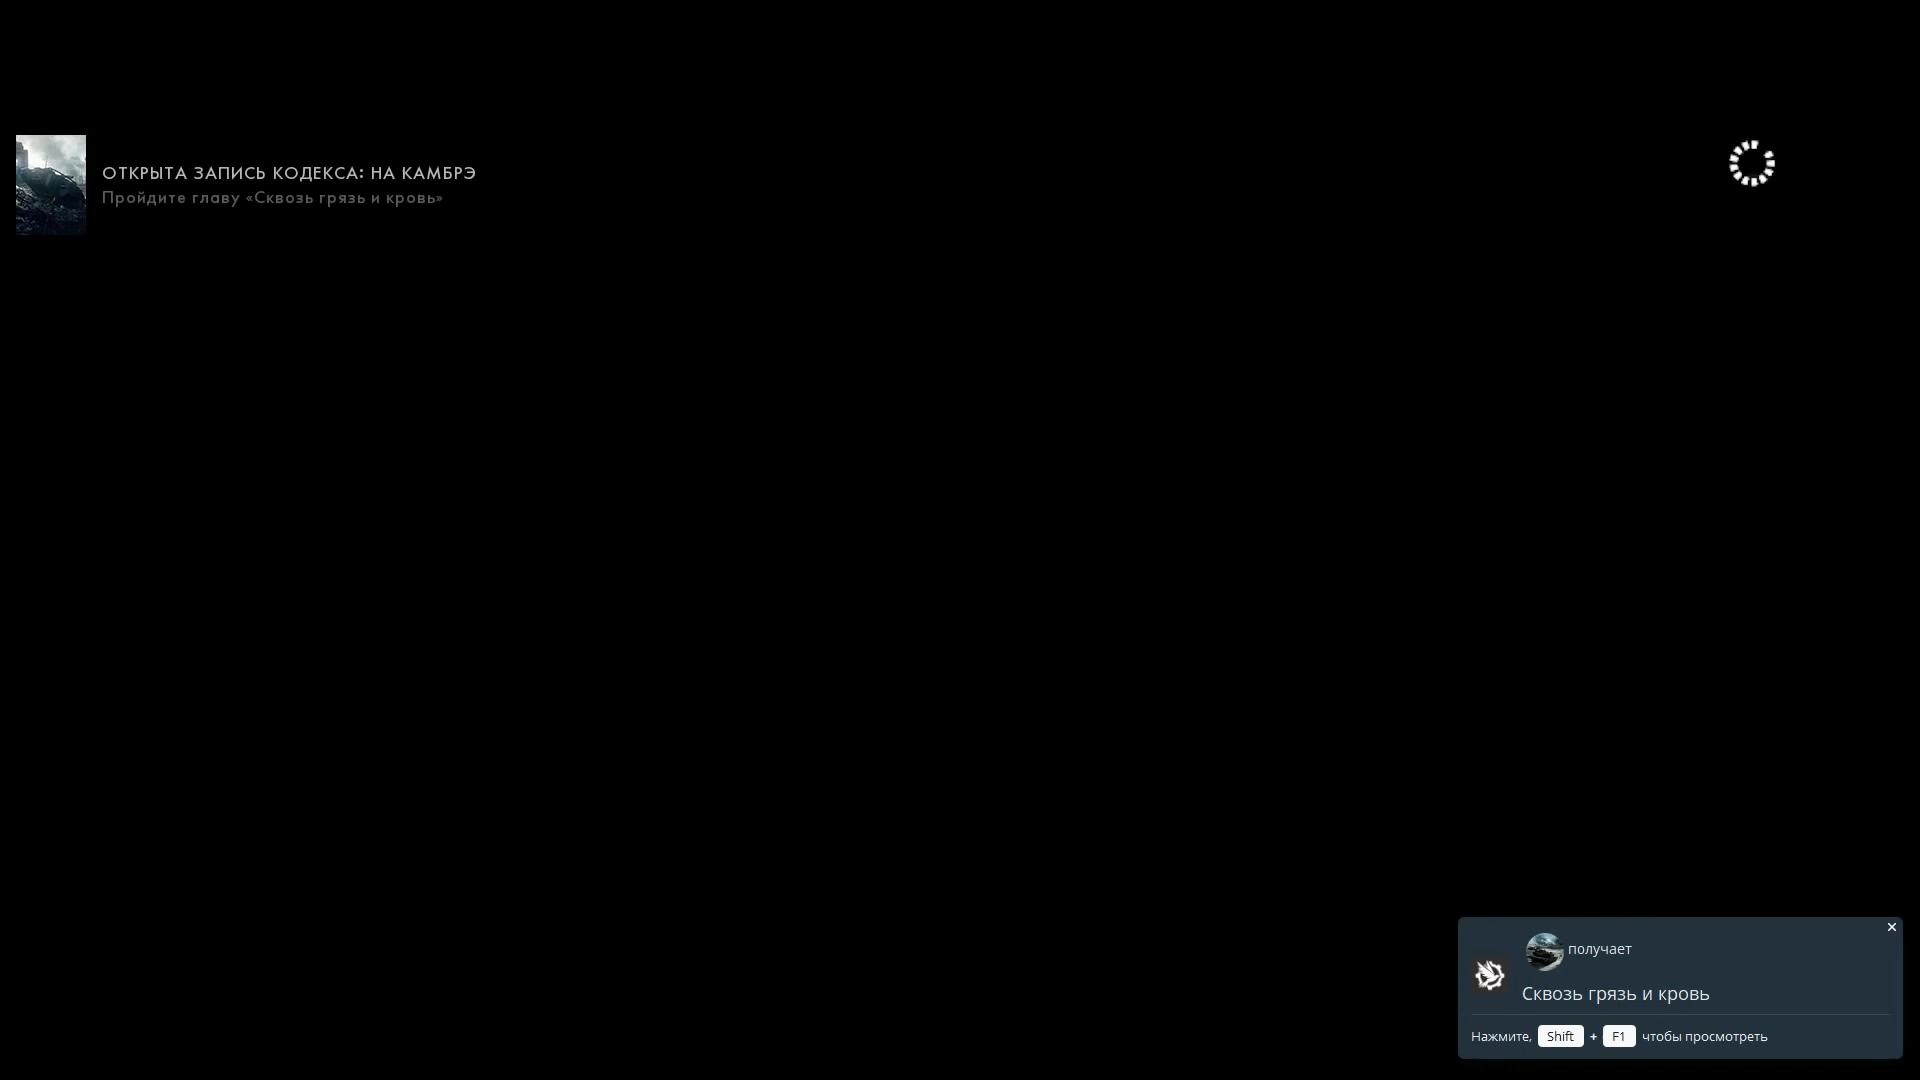 ОТКРЫТА ЗАПИСЬ КОДЕКСА: НА КАМБРЭ
Пройдите главу «Сквозь грязь и кровь»
получает
Сквозь грязь и кровь
Нажмите, Shift + F1 чтобы просмотреть